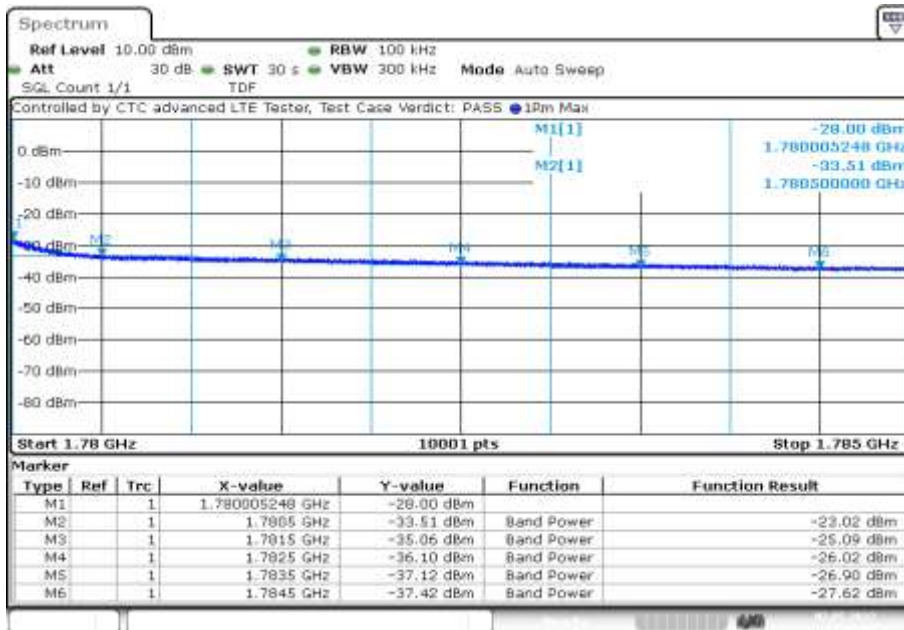 Spectrum
Ref Level 10.00 dBm RBW 100 kHz
Att 30 dB SWT 30 s VBW 300 kHz Mode Auto Sweep
SGL Count 1/1 TDF
Controlled by CTC advanced LTE Tester, Test Case Verdict: PASS 1Rm Max
M1[1] -28.00 dBm
1.780005248 GHz
0 dBm
M2[1] -33.51 dBm
1.780500000 GHz
-10 dBm
-20 dBm
M2 M3 M4 M5 M6
-40 dBm
-50 dBm
-60 dBm
-70 dBm
-80 dBm
Start 1.78 GHz 10001 pts Stop 1.785 GHz
Marker
Type Ref Trc X-value Y-value Function Function Result
M1 1 1.780005248 GHz -28.00 dBm
M2 1 1.7805 GHz -33.51 dBm Band Power -23.02 dBm
M3 1 1.7815 GHz -35.06 dBm Band Power -25.09 dBm
M4 1 1.7825 GHz -36.10 dBm Band Power -26.02 dBm
M5 1 1.7835 GHz -37.12 dBm Band Power -26.90 dBm
M6 1 1.7845 GHz -37.42 dBm Band Power -27.62 dBm